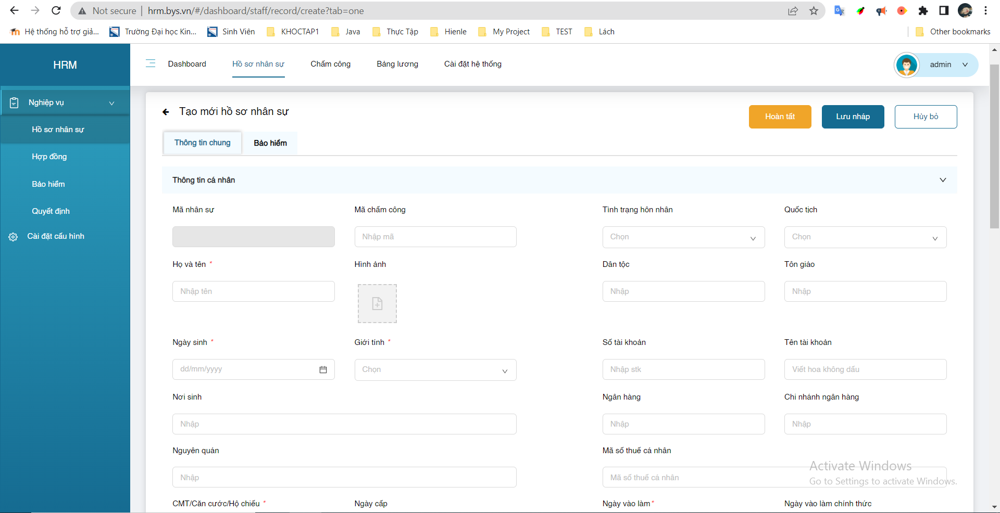 Not secure | hrm.bys.vn/#/dashboard/staff/record/create?tab=one
Hệ thống hỗ trợ giả... Trường Đại học Kin... Sinh Viên KHOCTAP1 Java Thực Tập Hienle My Project TEST Lách Other bookmarks
HRM
Dashboard Hồ sơ nhân sự Chấm công Bảng lương Cài đặt hệ thống admin
Nghiệp vụ
Hồ sơ nhân sự
Hợp đồng
Bảo hiểm
Quyết định
Cài đặt cấu hình
Tạo mới hồ sơ nhân sự
Hoàn tất Lưu nháp Hủy bỏ
Thông tin chung Bảo hiểm
Thông tin cá nhân
Mã nhân sự Mã chấm công Tình trạng hôn nhân Quốc tịch
Nhập mã Chọn Chọn
Họ và tên * Hình ảnh Dân tộc Tôn giáo
Nhập tên Nhập Nhập
Ngày sinh * Giới tính * Số tài khoản Tên tài khoản
dd/mm/yyyy Chọn Nhập stk Viết hoa không dấu
Nơi sinh Ngân hàng Chi nhánh ngân hàng
Nhập Nhập Nhập
Nguyên quán Mã số thuế cá nhân
Nhập Mã số thuế cá nhân
Activate Windows
Go to Settings to activate Windows.
CMT/Căn cước/Hộ chiếu * Ngày cấp Ngày vào làm * Ngày vào làm chính thức